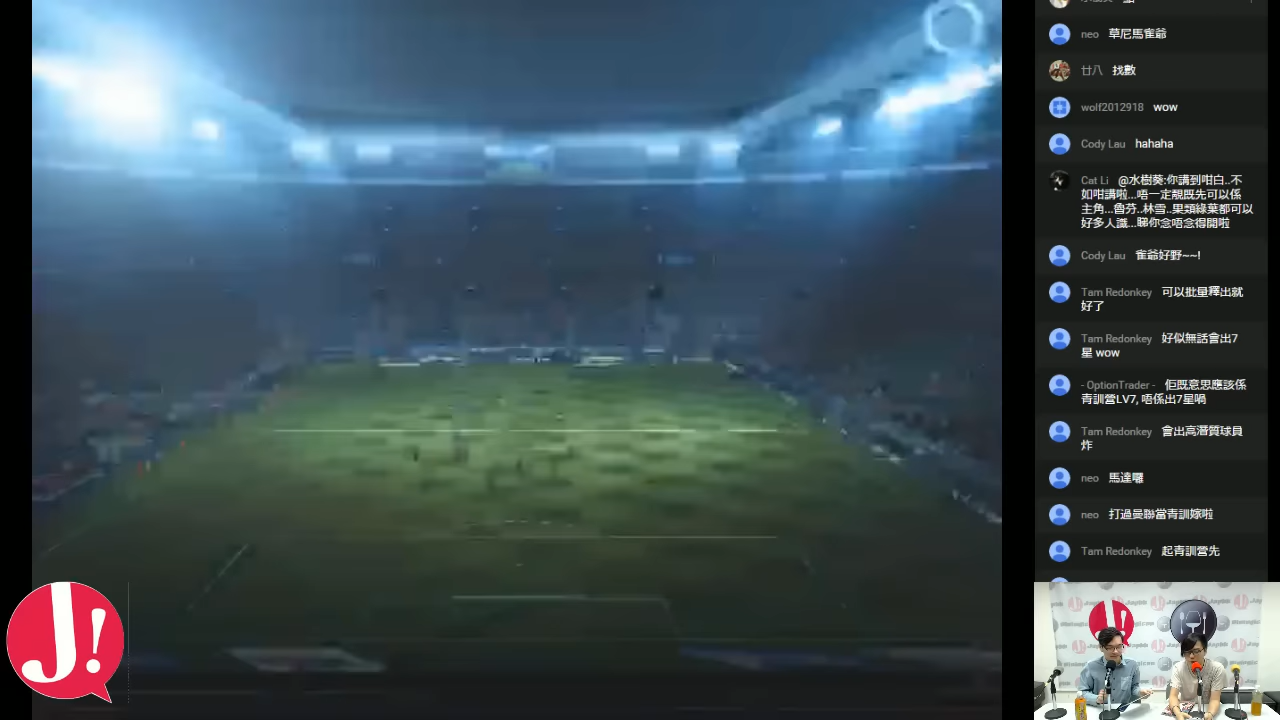 neo 草尼馬雀爺
廿八 找數
wolf2012918 wow
Cody Lau hahaha
Cat Li @水樹葵:你講到咁白..不
如咁講啦...唔一定靚既先可以係
主角...魯芬..林雪..果類綠葉都可以
好多人識...睇你念唔念得開啦
Cody Lau 雀爺好野~~!
Tam Redonkey 可以批量釋出就
好了
Tam Redonkey 好似無話會出7
星 wow
- OptionTrader - 佢既意思應該係
青訓營LV7, 唔係出7星喎
Tam Redonkey 會出高潛質球員
咋
neo 馬達囉
neo 打過曼聯當青訓嫁啦
Tam Redonkey 起青訓營先
J!